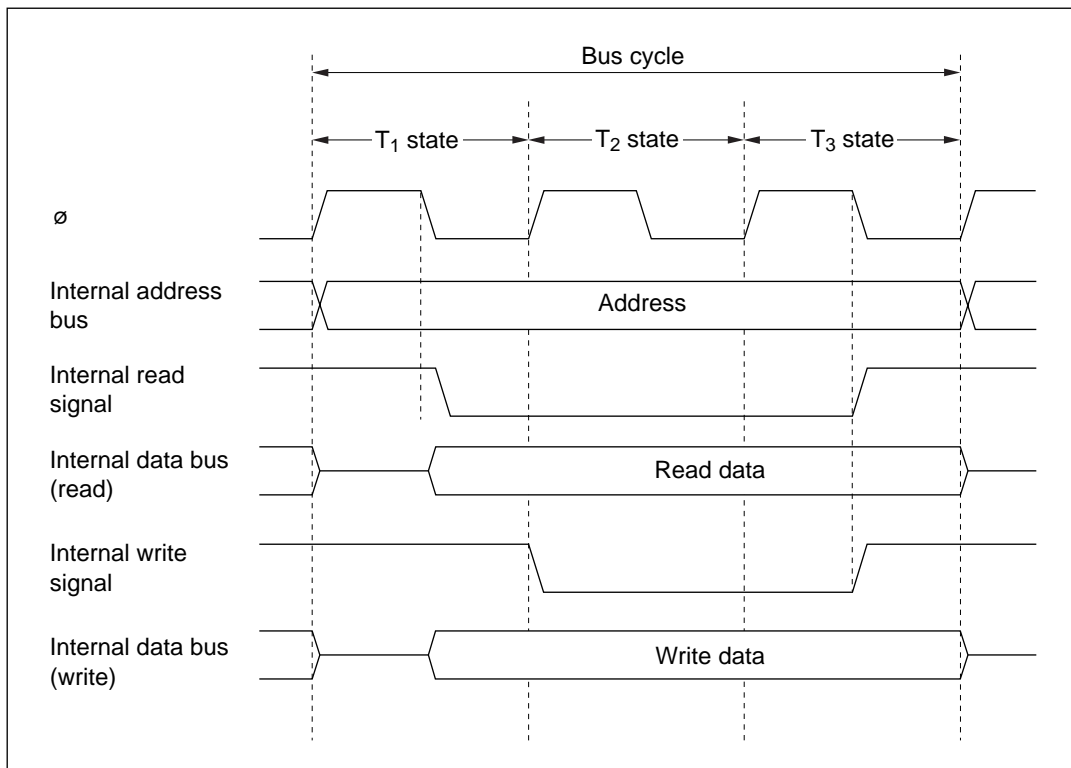 Bus cycle
T1 state
T2 state
T3 state
ø
Internal address
bus
Address
Internal read
signal
Internal data bus
(read)
Read data
Internal write
signal
Internal data bus
(write)
Write data